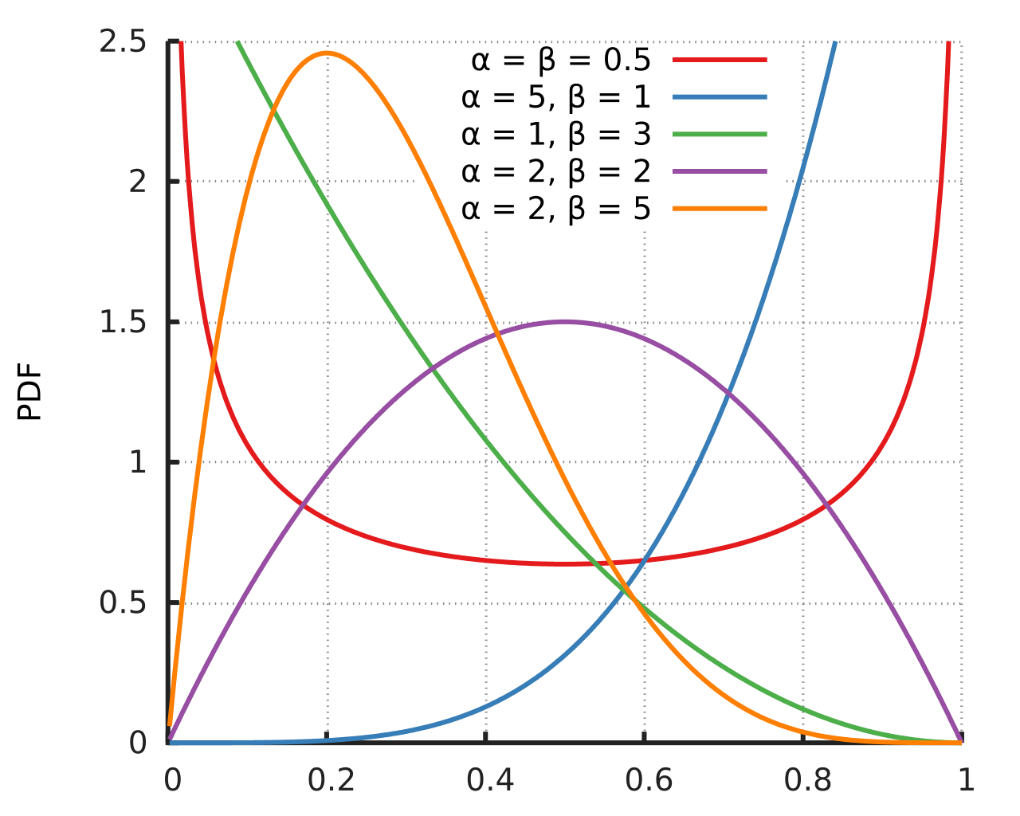 2.5
2
1.5
1
0.5
0
PDF
α = β = 0.5
α = 5, β = 1
α = 1, β = 3
α = 2, β = 2
α = 2, β = 5
0 0.2 0.4 0.6 0.8 1